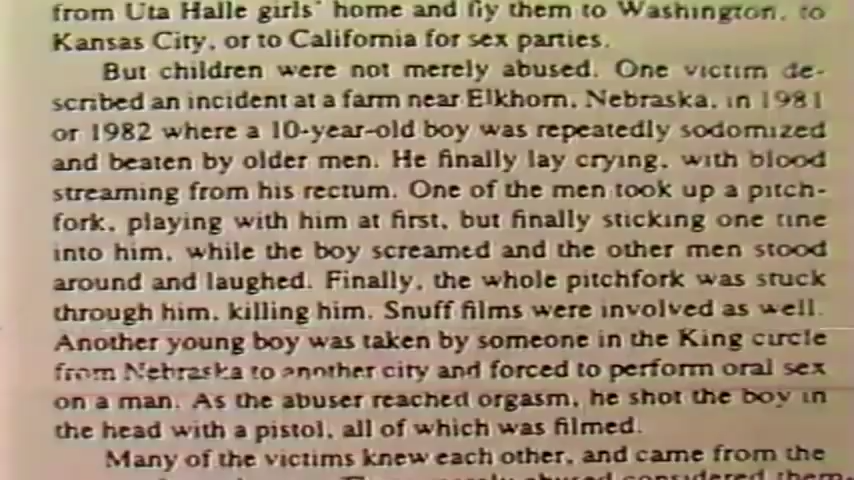 from Uta Halle girls' home and fly them to Washington, to
Kansas City, or to California for sex parties.
But children were not merely abused. One victim de-
scribed an incident at a farm near Elkhorn, Nebraska, in 1981
or 1982 where a 10-year-old boy was repeatedly sodomized
and beaten by older men. He finally lay crying, with blood
streaming from his rectum. One of the men took up a pitch-
fork, playing with him at first, but finally sticking one tine
into him, while the boy screamed and the other men stood
around and laughed. Finally, the whole pitchfork was stuck
through him, killing him. Snuff films were involved as well.
Another young boy was taken by someone in the King circle
from Nebraska to another city and forced to perform oral sex
on a man. As the abuser reached orgasm, he shot the boy in
the head with a pistol, all of which was filmed.
Many of the victims knew each other, and came from the
abused considered them-